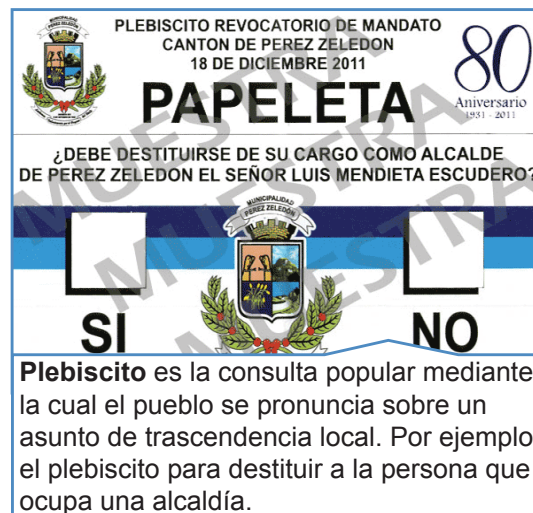 PLEBISCITO REVOCATORIO DE MANDATO
CANTON DE PEREZ ZELEDON
18 DE DICIEMBRE 2011
80
Aniversario
1931 - 2011
PAPELETA
¿DEBE DESTITUIRSE DE SU CARGO COMO ALCALDE
DE PEREZ ZELEDON EL SEÑOR LUIS MENDIETA ESCUDERO?
MUNICIPALIDAD
PEREZ ZELEDON
SI
NO
MUESTRA
MUESTRA
MUESTRA
Plebiscito es la consulta popular mediante
la cual el pueblo se pronuncia sobre un
asunto de trascendencia local. Por ejemplo
el plebiscito para destituir a la persona que
ocupa una alcaldía.